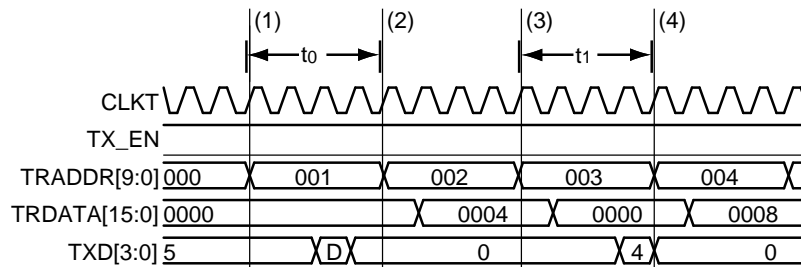 (1) (2) (3) (4)
t0 t1
CLKT
TX_EN
TRADDR[9:0] 000 001 002 003 004
TRDATA[15:0] 0000 0004 0000 0008
TXD[3:0] 5 D 0 4 0